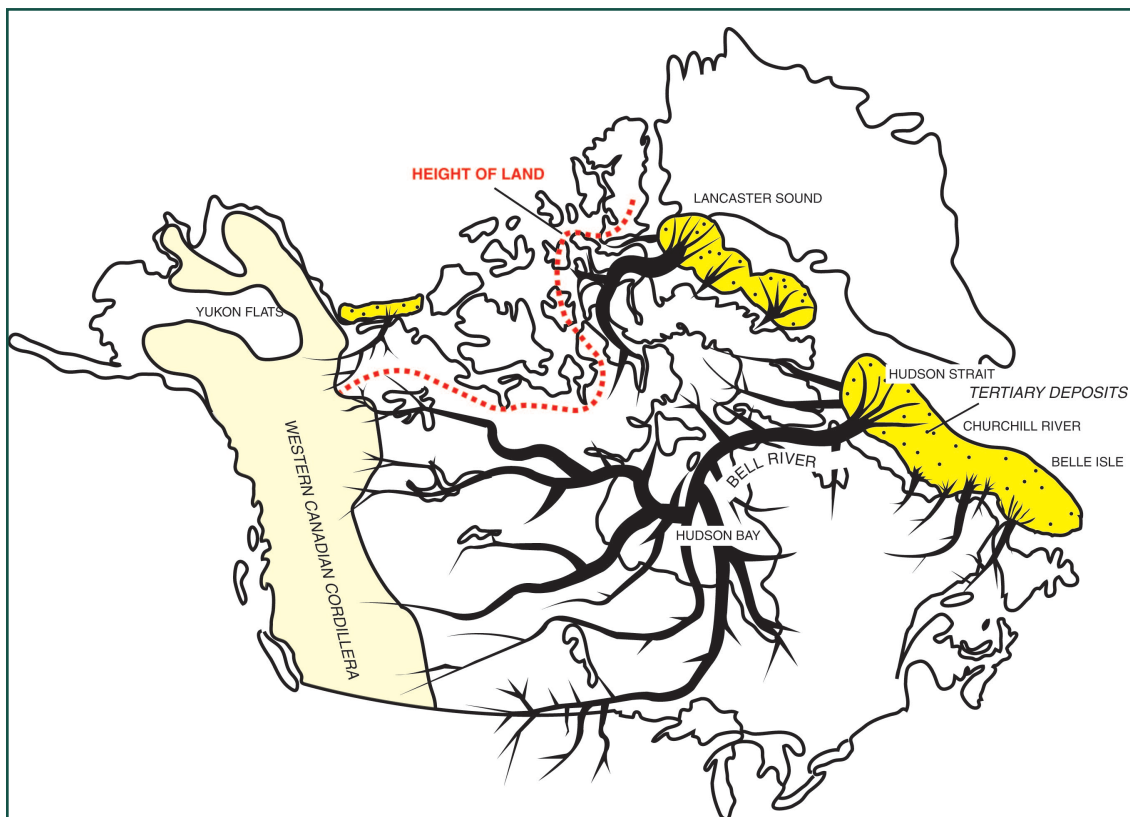 HEIGHT OF LAND
LANCASTER SOUND
YUKON FLATS
HUDSON STRAIT
TERTIARY DEPOSITS
CHURCHILL RIVER
BELLE ISLE
BELL RIVER
WESTERN CANADIAN CORDILLERA
HUDSON BAY